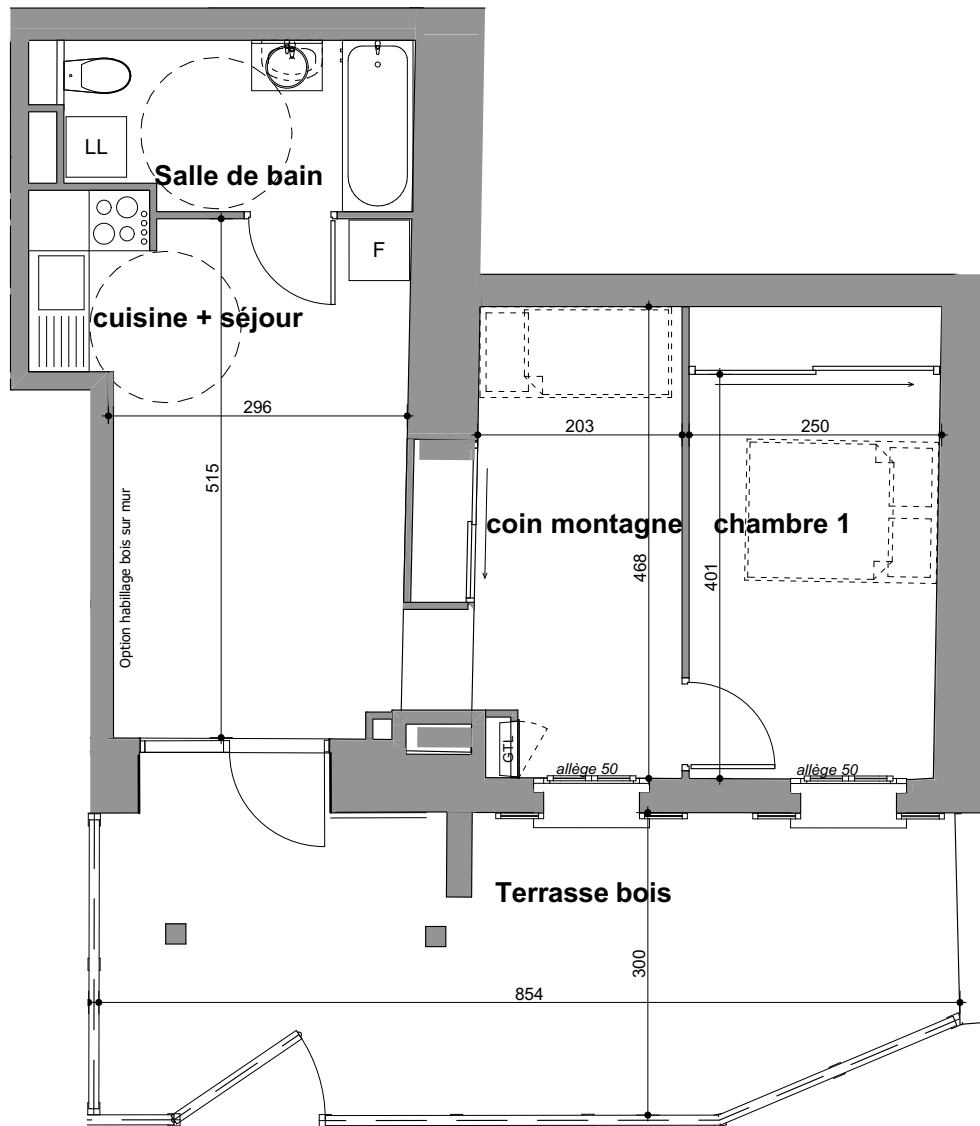 LL
Salle de bain
F
cuisine + séjour
296
203
250
515
Option habillage bois sur mur
coin montagne
chambre 1
468
401
GTL
allège 50
allège 50
Terrasse bois
300
854